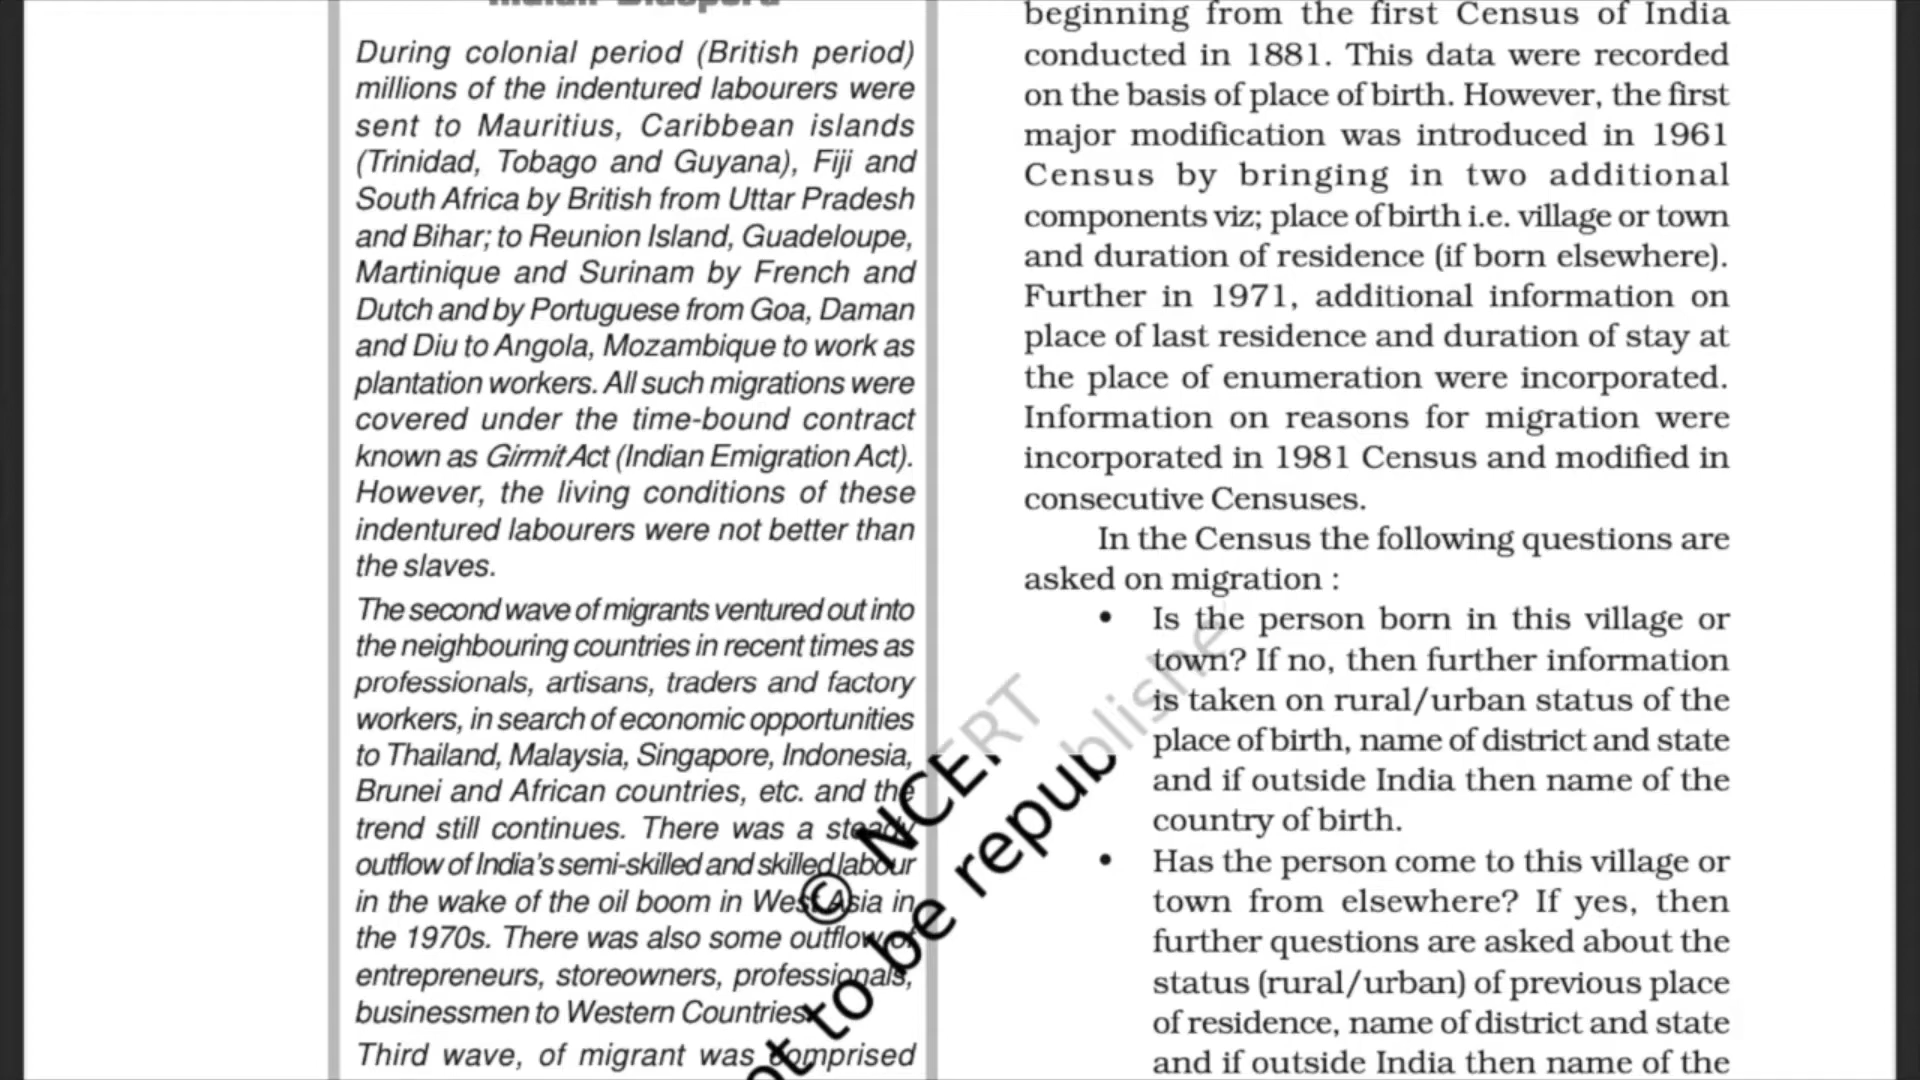 Indian Diaspora
During colonial period (British period)
millions of the indentured labourers were
sent to Mauritius, Caribbean islands
(Trinidad, Tobago and Guyana), Fiji and
South Africa by British from Uttar Pradesh
and Bihar; to Reunion Island, Guadeloupe,
Martinique and Surinam by French and
Dutch and by Portuguese from Goa, Daman
and Diu to Angola, Mozambique to work as
plantation workers. All such migrations were
covered under the time-bound contract
known as Girmit Act (Indian Emigration Act).
However, the living conditions of these
indentured labourers were not better than
the slaves.
The second wave of migrants ventured out into
the neighbouring countries in recent times as
professionals, artisans, traders and factory
workers, in search of economic opportunities
to Thailand, Malaysia, Singapore, Indonesia,
Brunei and African countries, etc. and the
trend still continues. There was a steady
outflow of India's semi-skilled and skilled labour
in the wake of the oil boom in West Asia in
the 1970s. There was also some outflow of
entrepreneurs, storeowners, professionals,
businessmen to Western Countries.
Third wave, of migrant was comprised
beginning from the first Census of India
conducted in 1881. This data were recorded
on the basis of place of birth. However, the first
major modification was introduced in 1961
Census by bringing in two additional
components viz; place of birth i.e. village or town
and duration of residence (if born elsewhere).
Further in 1971, additional information on
place of last residence and duration of stay at
the place of enumeration were incorporated.
Information on reasons for migration were
incorporated in 1981 Census and modified in
consecutive Censuses.
In the Census the following questions are
asked on migration :
• Is the person born in this village or
town? If no, then further information
is taken on rural/urban status of the
place of birth, name of district and state
and if outside India then name of the
country of birth.
• Has the person come to this village or
town from elsewhere? If yes, then
further questions are asked about the
status (rural/urban) of previous place
of residence, name of district and state
and if outside India then name of the
© NCERT
to be republishe